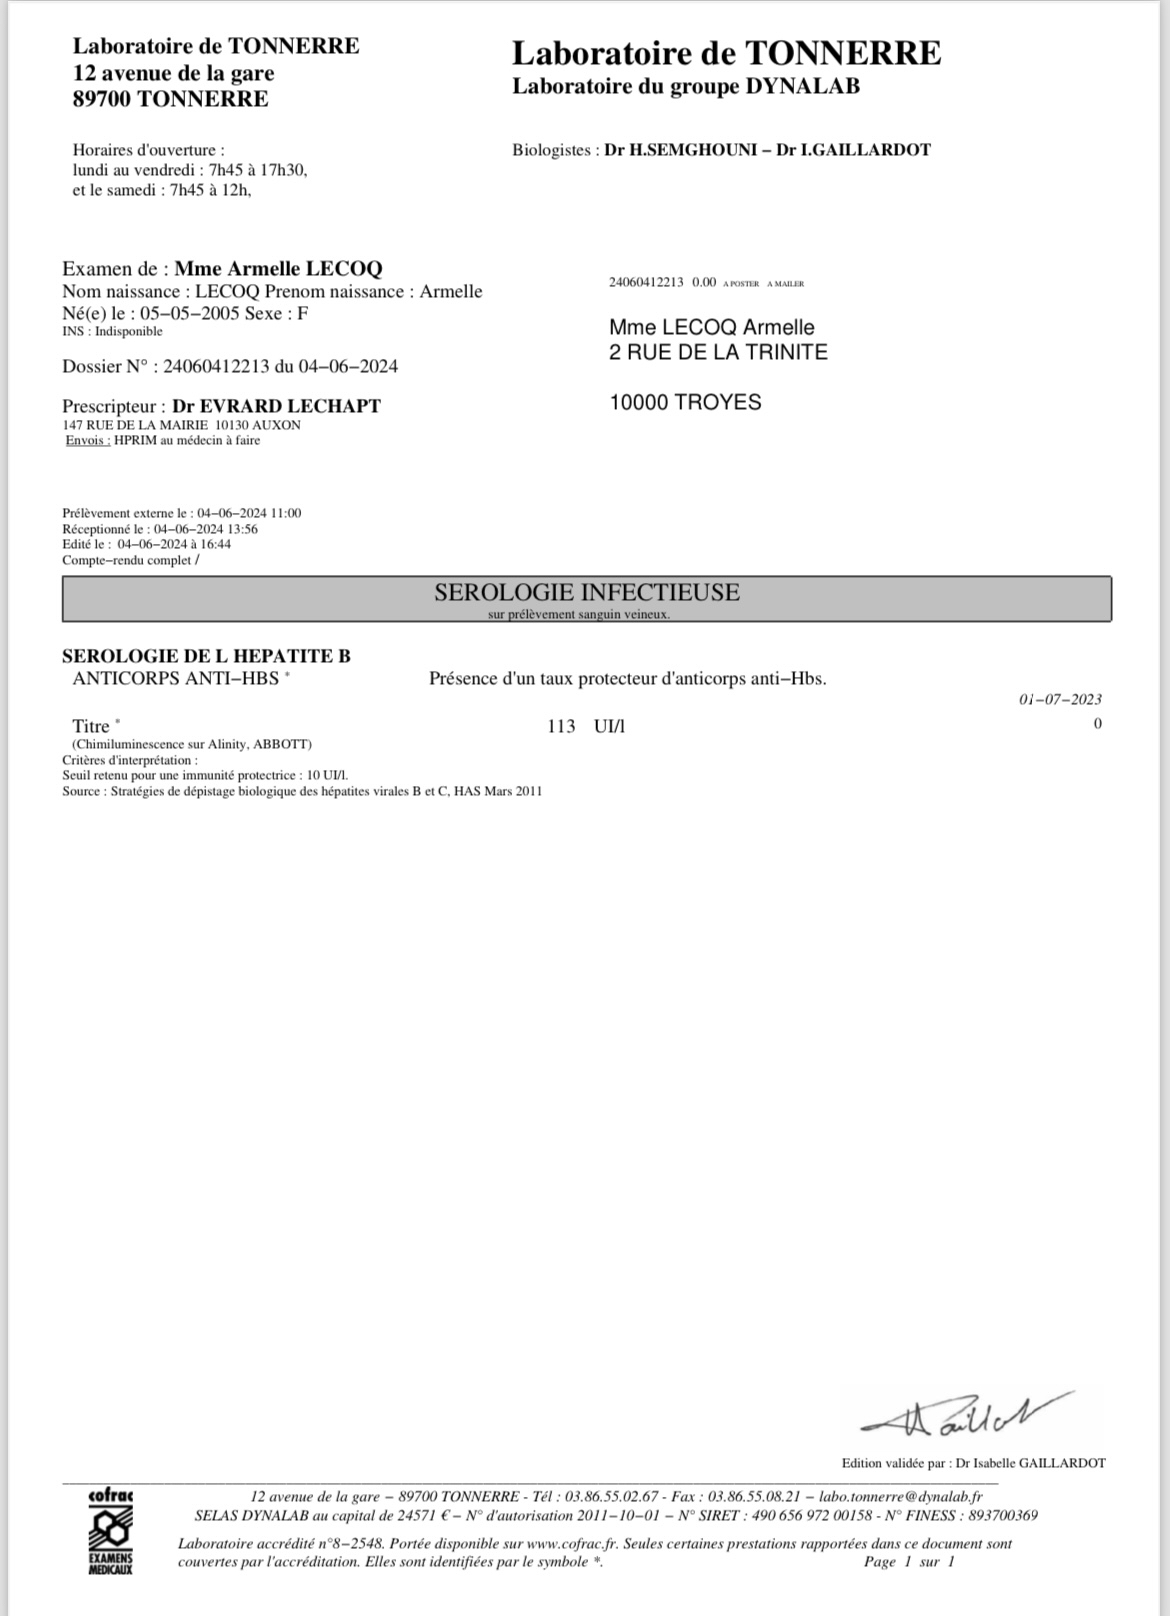 Laboratoire de TONNERRE
12 avenue de la gare
89700 TONNERRE
Laboratoire de TONNERRE
Laboratoire du groupe DYNALAB
Horaires d'ouverture :
lundi au vendredi : 7h45 à 17h30,
et le samedi : 7h45 à 12h,
Biologistes : Dr H.SEMGHOUNI – Dr I.GAILLARDOT
Examen de : Mme Armelle LECOQ
Nom naissance : LECOQ Prenom naissance : Armelle
Né(e) le : 05–05–2005 Sexe : F
INS : Indisponible
Dossier N° : 24060412213 du 04–06–2024
Prescripteur : Dr EVRARD LECHAPT
147 RUE DE LA MAIRIE 10130 AUXON
Envois : HPRIM au médecin à faire
24060412213 0.00 A POSTER A MAILER
Mme LECOQ Armelle
2 RUE DE LA TRINITE
10000 TROYES
Prélèvement externe le : 04–06–2024 11:00
Réceptionné le : 04–06–2024 13:56
Edité le : 04–06–2024 à 16:44
Compte–rendu complet /
SEROLOGIE INFECTIEUSE
sur prélèvement sanguin veineux.
SEROLOGIE DE L HEPATITE B
ANTICORPS ANTI–HBS * Présence d'un taux protecteur d'anticorps anti–Hbs.
01–07–2023
Titre * 113 UI/l 0
(Chimiluminescence sur Alinity, ABBOTT)
Critères d'interprétation :
Seuil retenu pour une immunité protectrice : 10 UI/l.
Source : Stratégies de dépistage biologique des hépatites virales B et C, HAS Mars 2011
Edition validée par : Dr Isabelle GAILLARDOT
cofrac
EXAMENS
MEDICAUX
12 avenue de la gare – 89700 TONNERRE - Tél : 03.86.55.02.67 - Fax : 03.86.55.08.21 – labo.tonnerre@dynalab.fr
SELAS DYNALAB au capital de 24571 € – N° d'autorisation 2011–10–01 – N° SIRET : 490 656 972 00158 - N° FINESS : 893700369
Laboratoire accrédité n°8–2548. Portée disponible sur www.cofrac.fr. Seules certaines prestations rapportées dans ce document sont
couvertes par l'accréditation. Elles sont identifiées par le symbole *. Page 1 sur 1